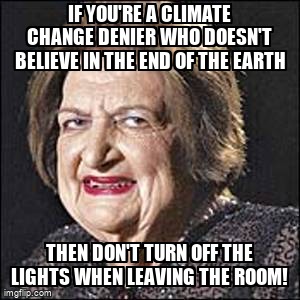 IF YOU'RE A CLIMATE
CHANGE DENIER WHO DOESN'T
BELIEVE IN THE END OF THE EARTH
THEN DON'T TURN OFF THE
LIGHTS WHEN LEAVING THE ROOM!
imgflip.com